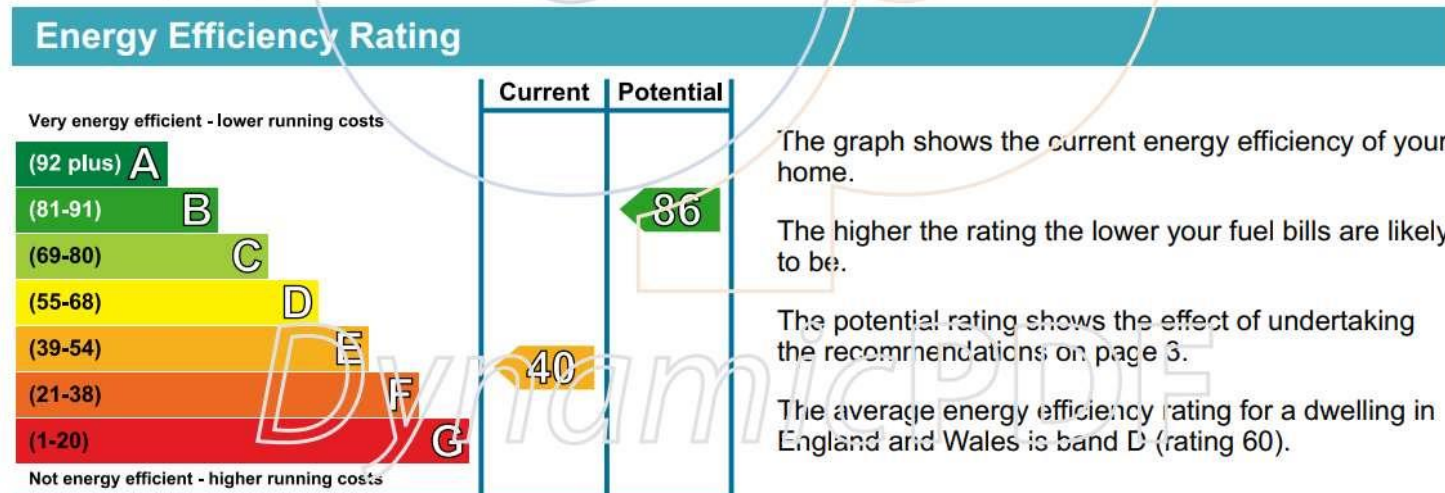 Energy Efficiency Rating
Current Potential
Very energy efficient - lower running costs
(92 plus) A
(81-91) B
86
(69-80) C
(55-68) D
(39-54) E
40
(21-38) F
(1-20) G
Not energy efficient - higher running costs
The graph shows the current energy efficiency of your
home.
The higher the rating the lower your fuel bills are likely
to be.
The potential rating shows the effect of undertaking
the recommendations on page 3.
The average energy efficiency rating for a dwelling in
England and Wales is band D (rating 60).
DynamicPDF